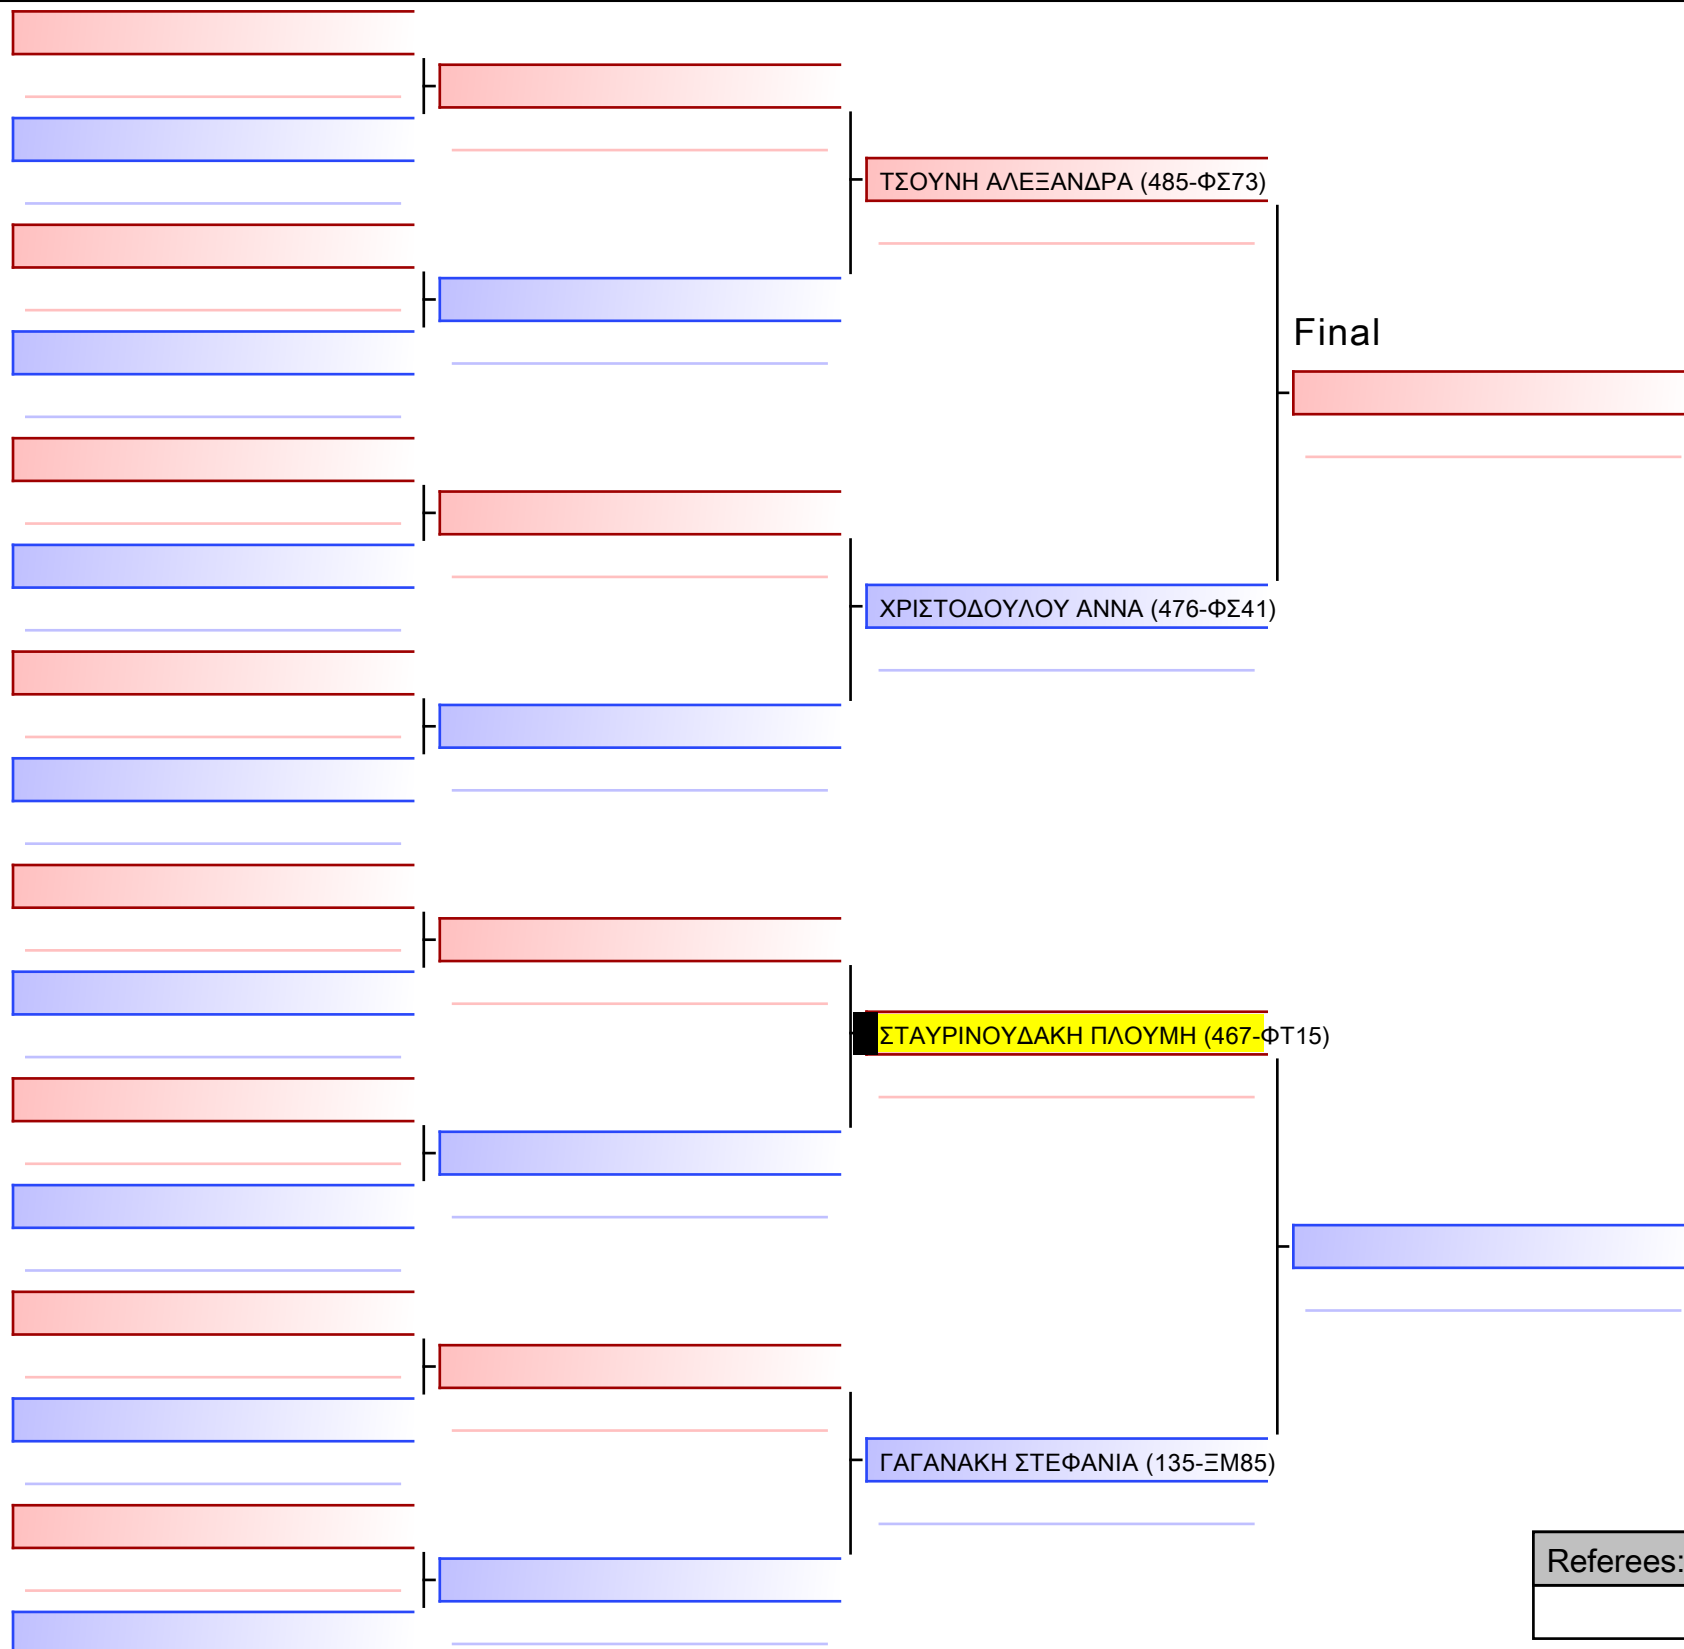 ΤΣΟΥΝΗ ΑΛΕΞΑΝΔΡΑ (485-ΦΣ73)
Final
ΧΡΙΣΤΟΔΟΥΛΟΥ ΑΝΝΑ (476-ΦΣ41)
ΣΤΑΥΡΙΝΟΥΔΑΚΗ ΠΛΟΥΜΗ (467-ΦΤ15)
ΓΑΓΑΝΑΚΗ ΣΤΕΦΑΝΙΑ (135-ΞΜ85)
Referees: